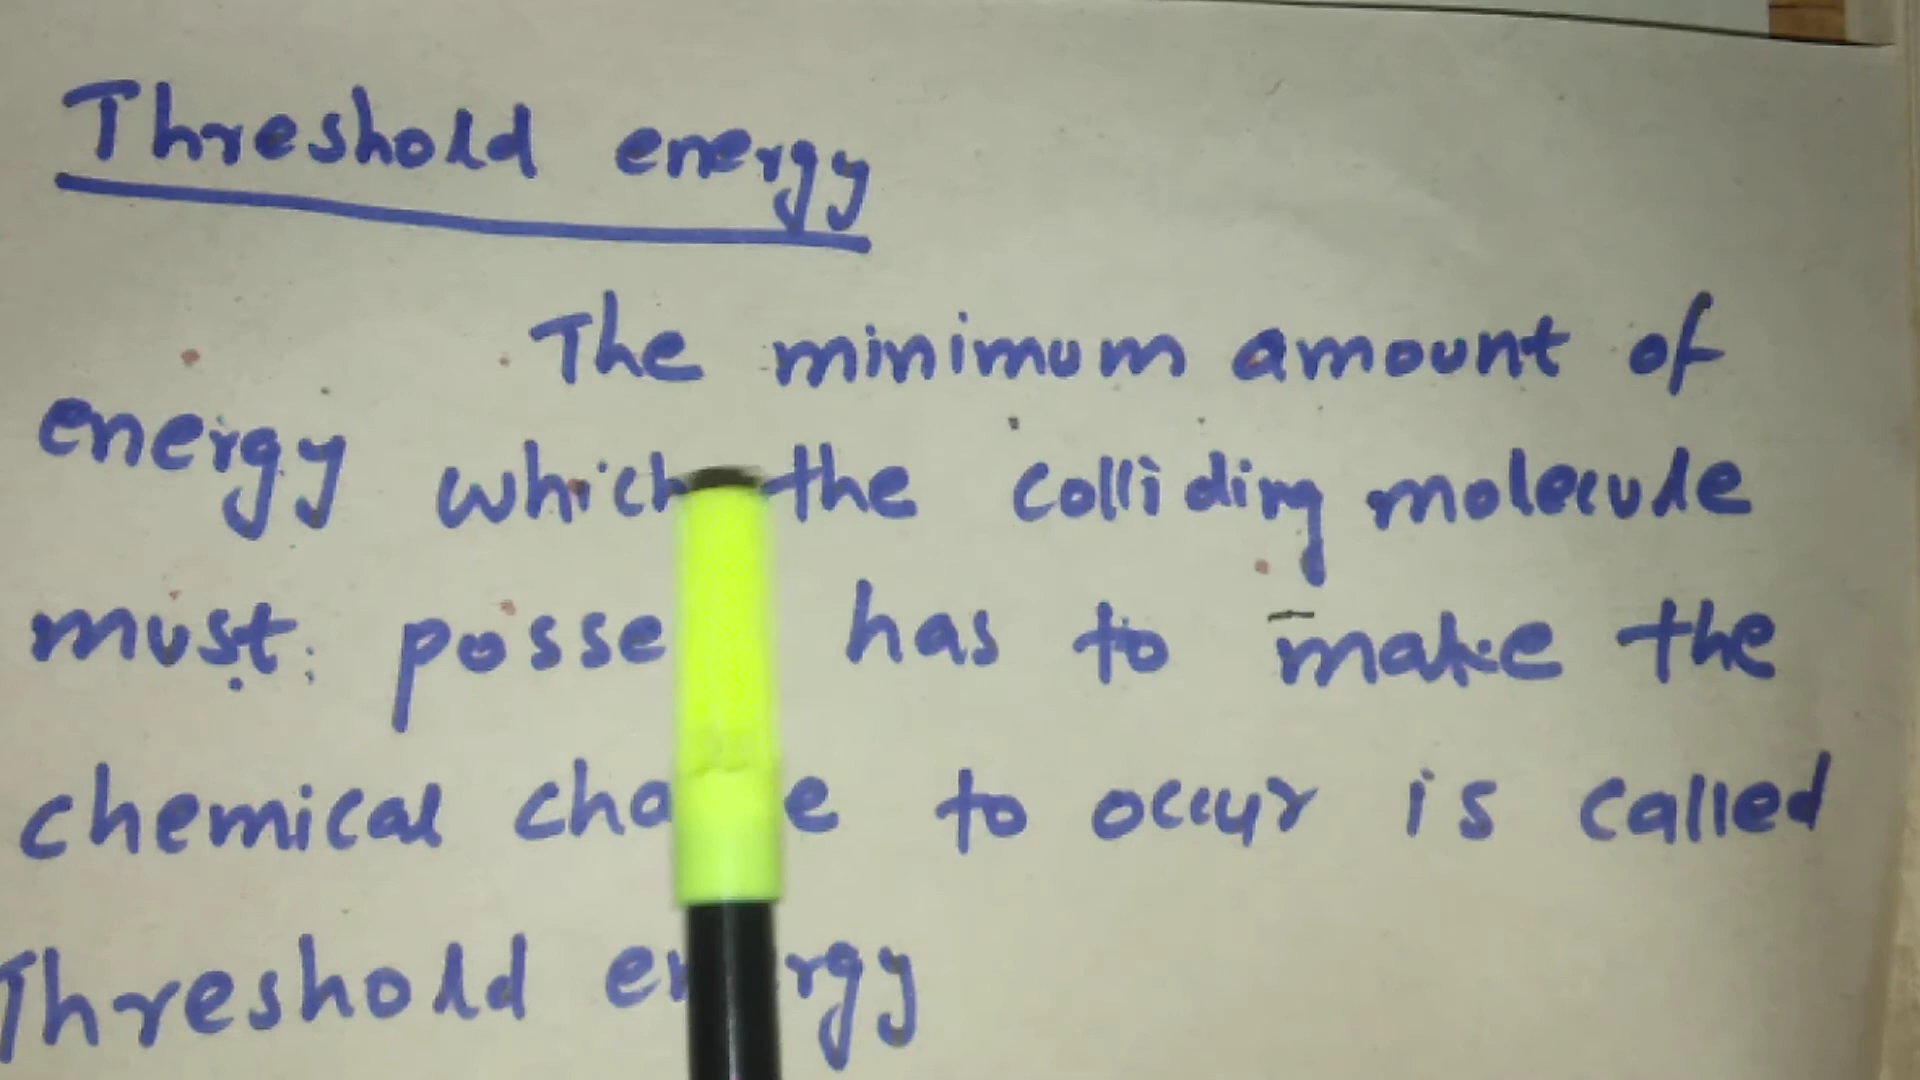 Threshold energy
The minimum amount of
energy which the colliding molecule
must posse has to make the
chemical cha e to occur is called
Threshold energy